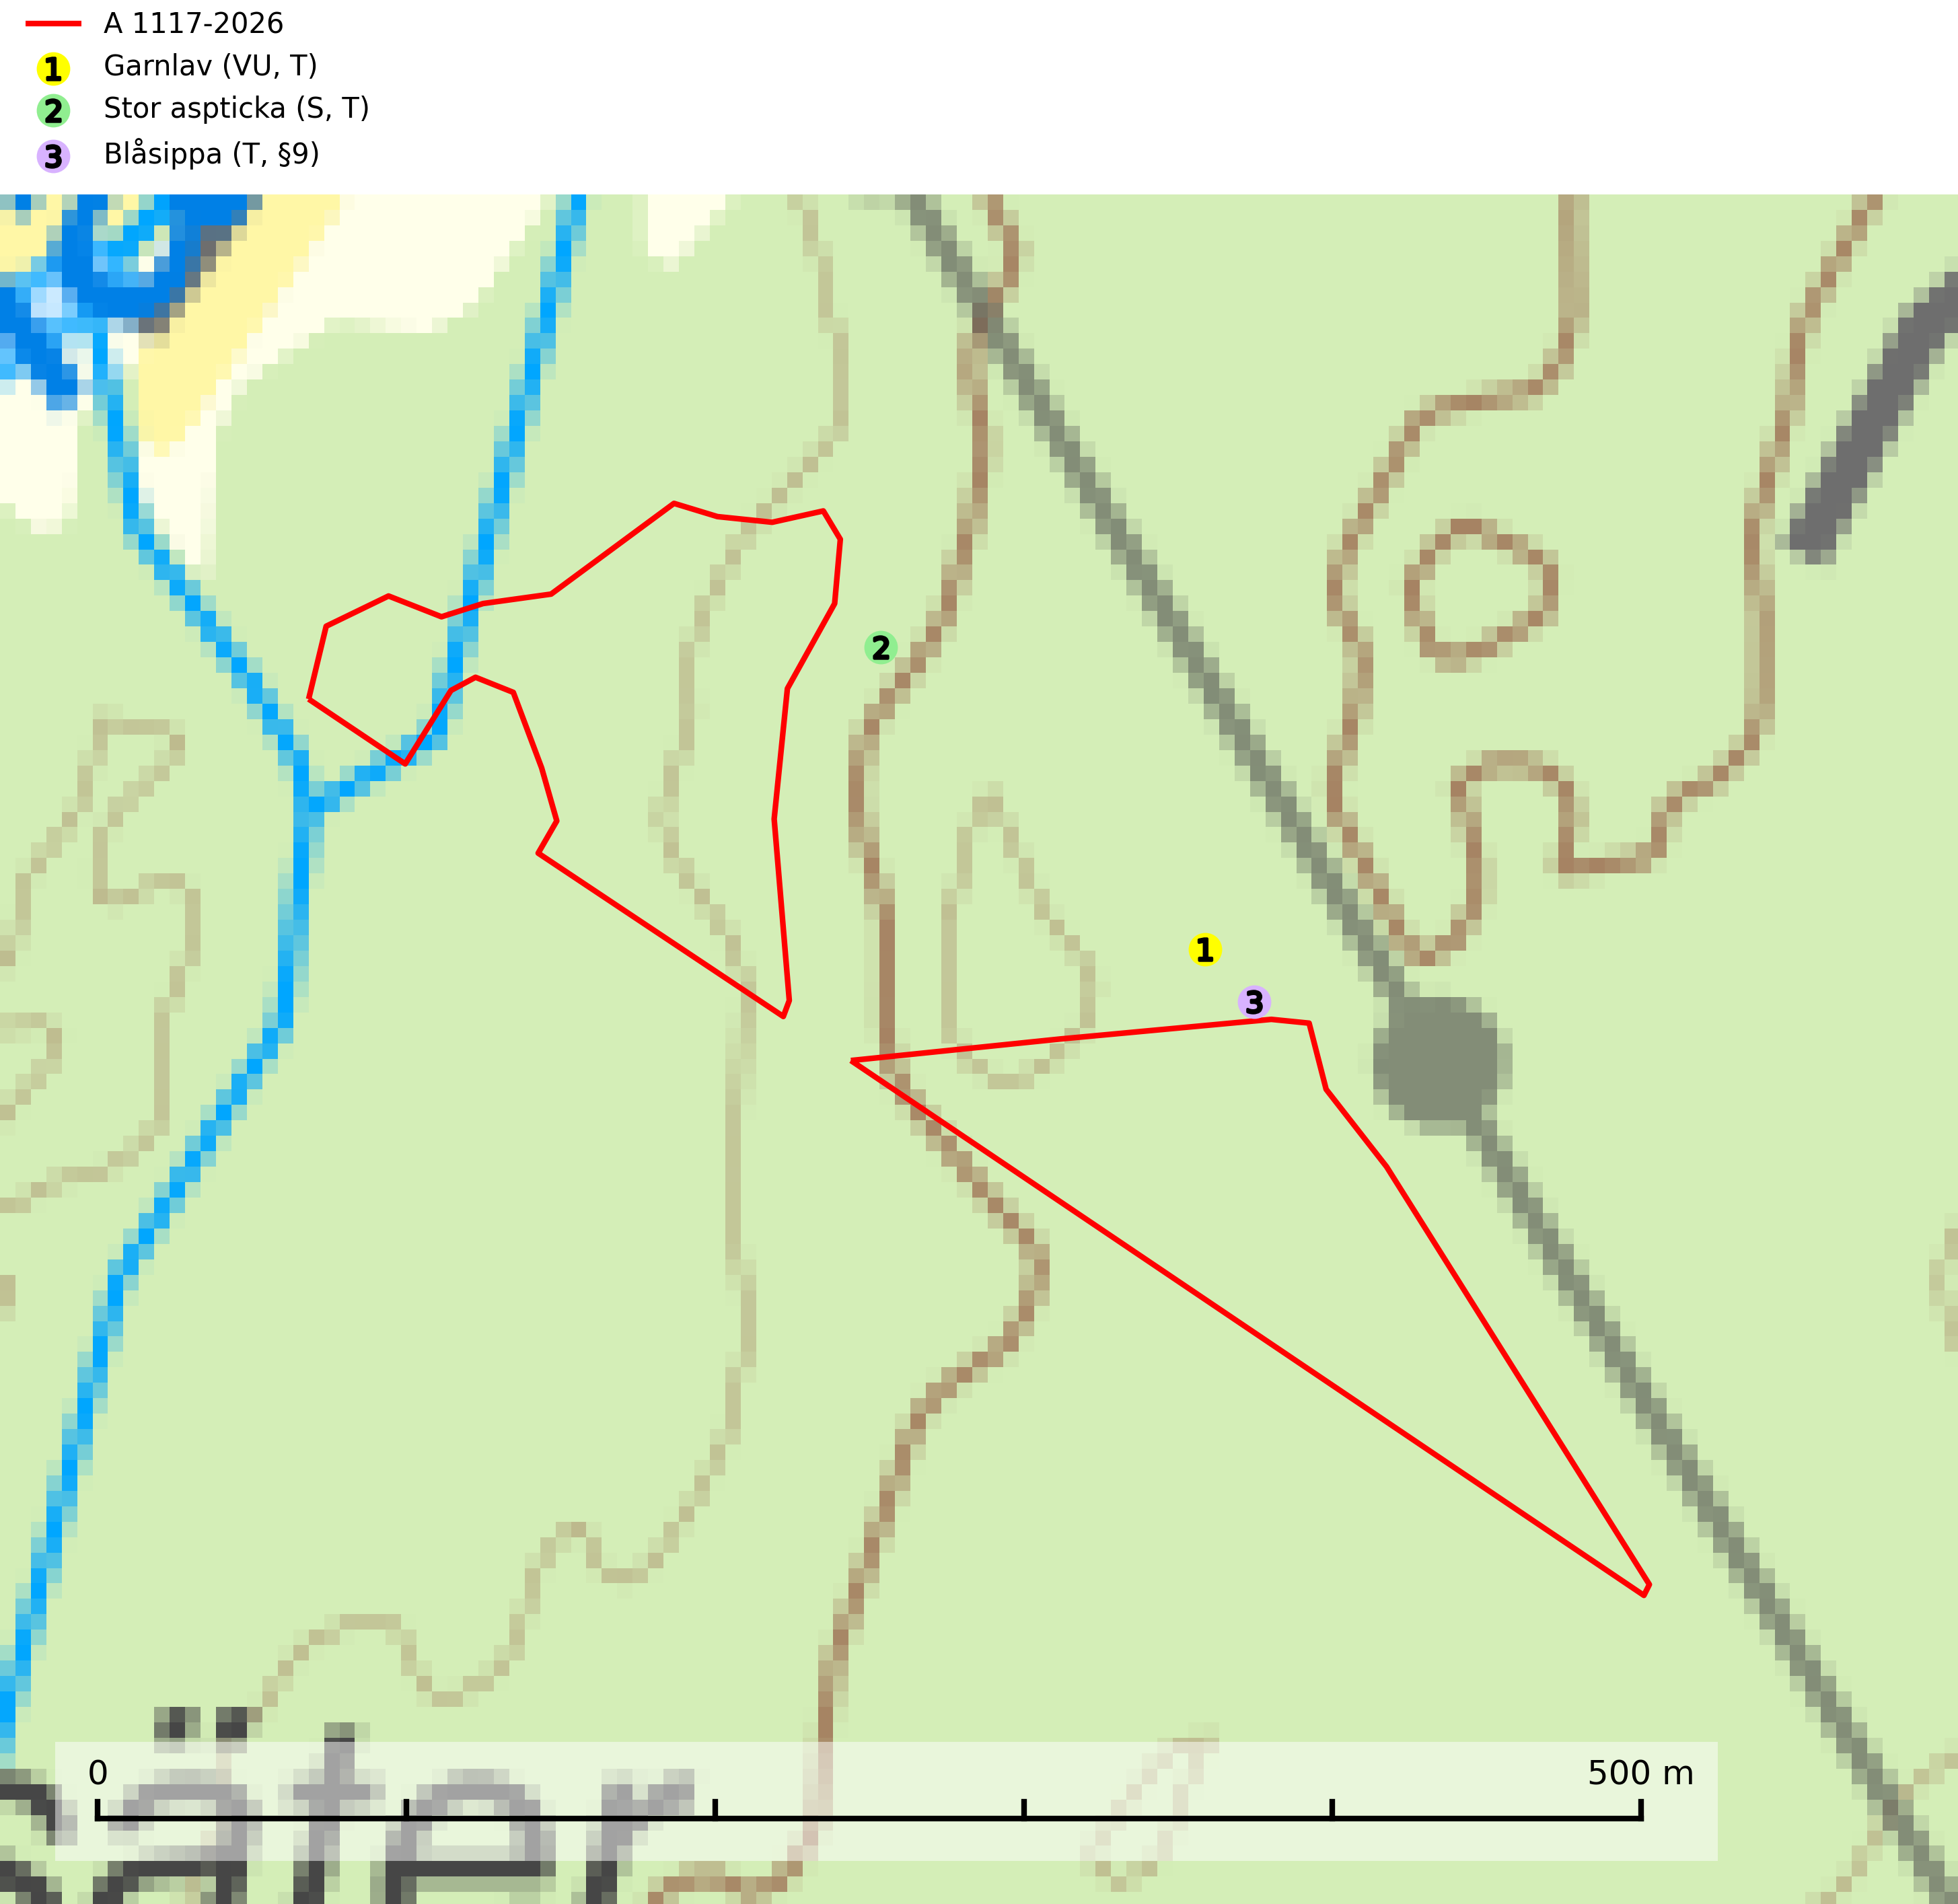 A 1117-2026
1 Garnlav (VU, T)
2 Stor aspticka (S, T)
3 Blåsippa (T, §9)
2
1
3
0 500 m